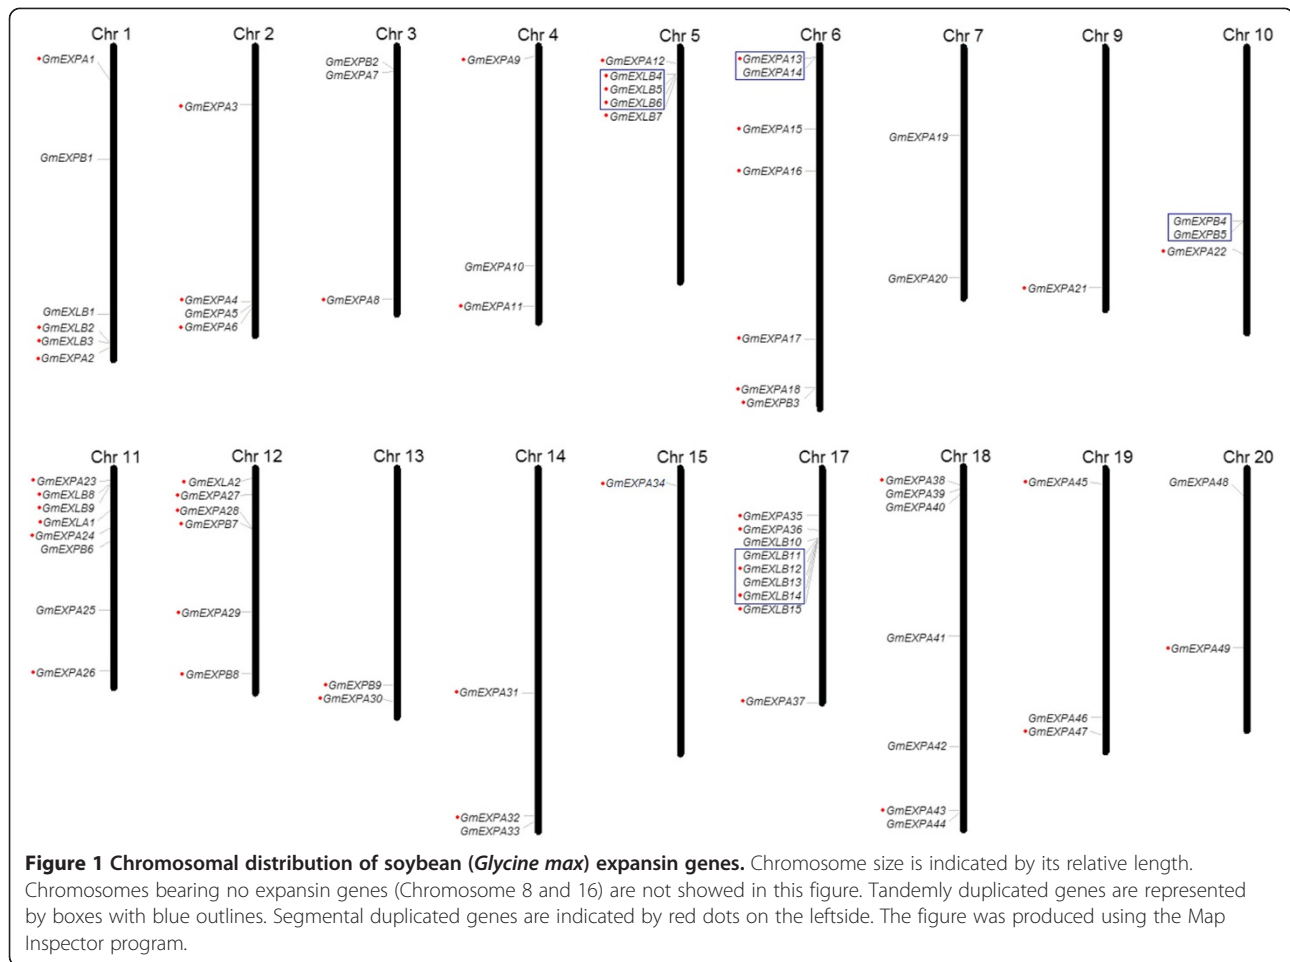 Chr 1
GmEXPA1
GmEXPB1
GmEXLB1
GmEXLB2
GmEXLB3
GmEXPA2
Chr 2
GmEXPA3
GmEXPA4
GmEXPA5
GmEXPA6
Chr 3
GmEXPB2
GmEXPA7
GmEXPA8
Chr 4
GmEXPA9
GmEXPA10
GmEXPA11
Chr 5
GmEXPA12
GmEXLB4
GmEXLB5
GmEXLB6
GmEXLB7
Chr 6
GmEXPA13
GmEXPA14
GmEXPA15
GmEXPA16
GmEXPA17
GmEXPA18
GmEXPB3
Chr 7
GmEXPA19
GmEXPA20
Chr 9
GmEXPA21
Chr 10
GmEXPB4
GmEXPB5
GmEXPA22
Chr 11
GmEXPA23
GmEXLB8
GmEXLB9
GmEXLA1
GmEXPA24
GmEXPB6
GmEXPA25
GmEXPA26
Chr 12
GmEXLA2
GmEXPA27
GmEXPA28
GmEXPB7
GmEXPA29
GmEXPB8
Chr 13
GmEXPB9
GmEXPA30
Chr 14
GmEXPA31
GmEXPA32
GmEXPA33
Chr 15
GmEXPA34
Chr 17
GmEXPA35
GmEXPA36
GmEXLB10
GmEXLB11
GmEXLB12
GmEXLB13
GmEXLB14
GmEXLB15
GmEXPA37
Chr 18
GmEXPA38
GmEXPA39
GmEXPA40
GmEXPA41
GmEXPA42
GmEXPA43
GmEXPA44
Chr 19
GmEXPA45
GmEXPA46
GmEXPA47
Chr 20
GmEXPA48
GmEXPA49
Figure 1 Chromosomal distribution of soybean (Glycine max) expansin genes. Chromosome size is indicated by its relative length.
Chromosomes bearing no expansin genes (Chromosome 8 and 16) are not showed in this figure. Tandemly duplicated genes are represented
by boxes with blue outlines. Segmental duplicated genes are indicated by red dots on the leftside. The figure was produced using the Map
Inspector program.